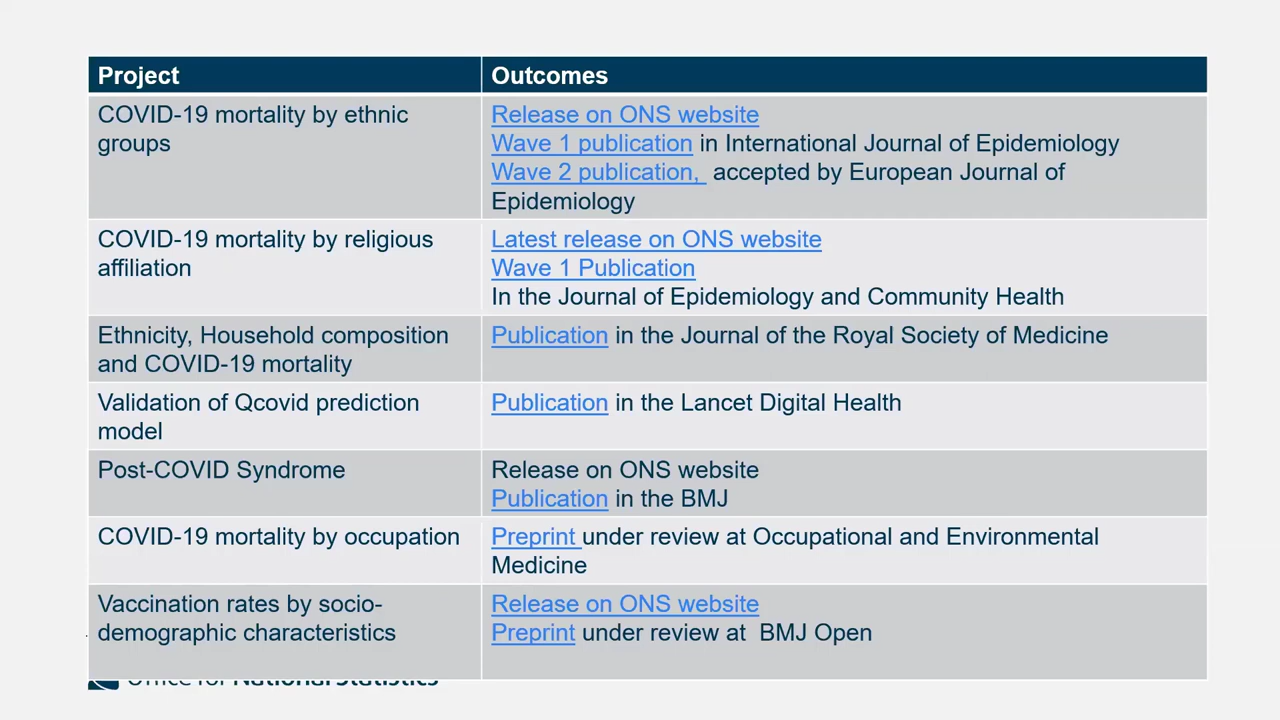 Project
Outcomes
COVID-19 mortality by ethnic
groups
Release on ONS website
Wave 1 publication in International Journal of Epidemiology
Wave 2 publication,  accepted by European Journal of
Epidemiology
COVID-19 mortality by religious
affiliation
Latest release on ONS website
Wave 1 Publication
In the Journal of Epidemiology and Community Health
Ethnicity, Household composition
and COVID-19 mortality
Publication in the Journal of the Royal Society of Medicine
Validation of Qcovid prediction
model
Publication in the Lancet Digital Health
Post-COVID Syndrome
Release on ONS website
Publication in the BMJ
COVID-19 mortality by occupation
Preprint under review at Occupational and Environmental
Medicine
Vaccination rates by socio-
demographic characteristics
Release on ONS website
Preprint under review at  BMJ Open
Office for National Statistics